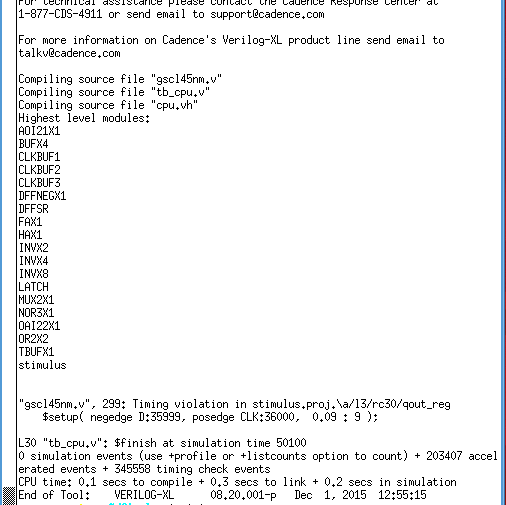 For technical assistance please contact the Cadence Response Center at
1-877-CDS-4911 or send email to support@cadence.com
For more information on Cadence's Verilog-XL product line send email to
talkv@cadence.com
Compiling source file "gscl45nm.v"
Compiling source file "tb_cpu.v"
Compiling source file "cpu.vh"
Highest level modules:
AOI21X1
BUFX4
CLKBUF1
CLKBUF2
CLKBUF3
DFFNEGX1
DFFSR
FAX1
HAX1
INVX2
INVX4
INVX8
LATCH
MUX2X1
NOR3X1
OAI22X1
OR2X2
TBUFX1
stimulus
"gscl45nm.v", 299: Timing violation in stimulus.proj.\a/l3/rc30/qout_reg
$setup( negedge D:35999, posedge CLK:36000, 0.09 : 9 );
L30 "tb_cpu.v": $finish at simulation time 50100
0 simulation events (use +profile or +listcounts option to count) + 203407 accel
erated events + 345558 timing check events
CPU time: 0.1 secs to compile + 0.3 secs to link + 0.2 secs in simulation
End of Tool: VERILOG-XL 08.20.001-p Dec 1, 2015 12:55:15